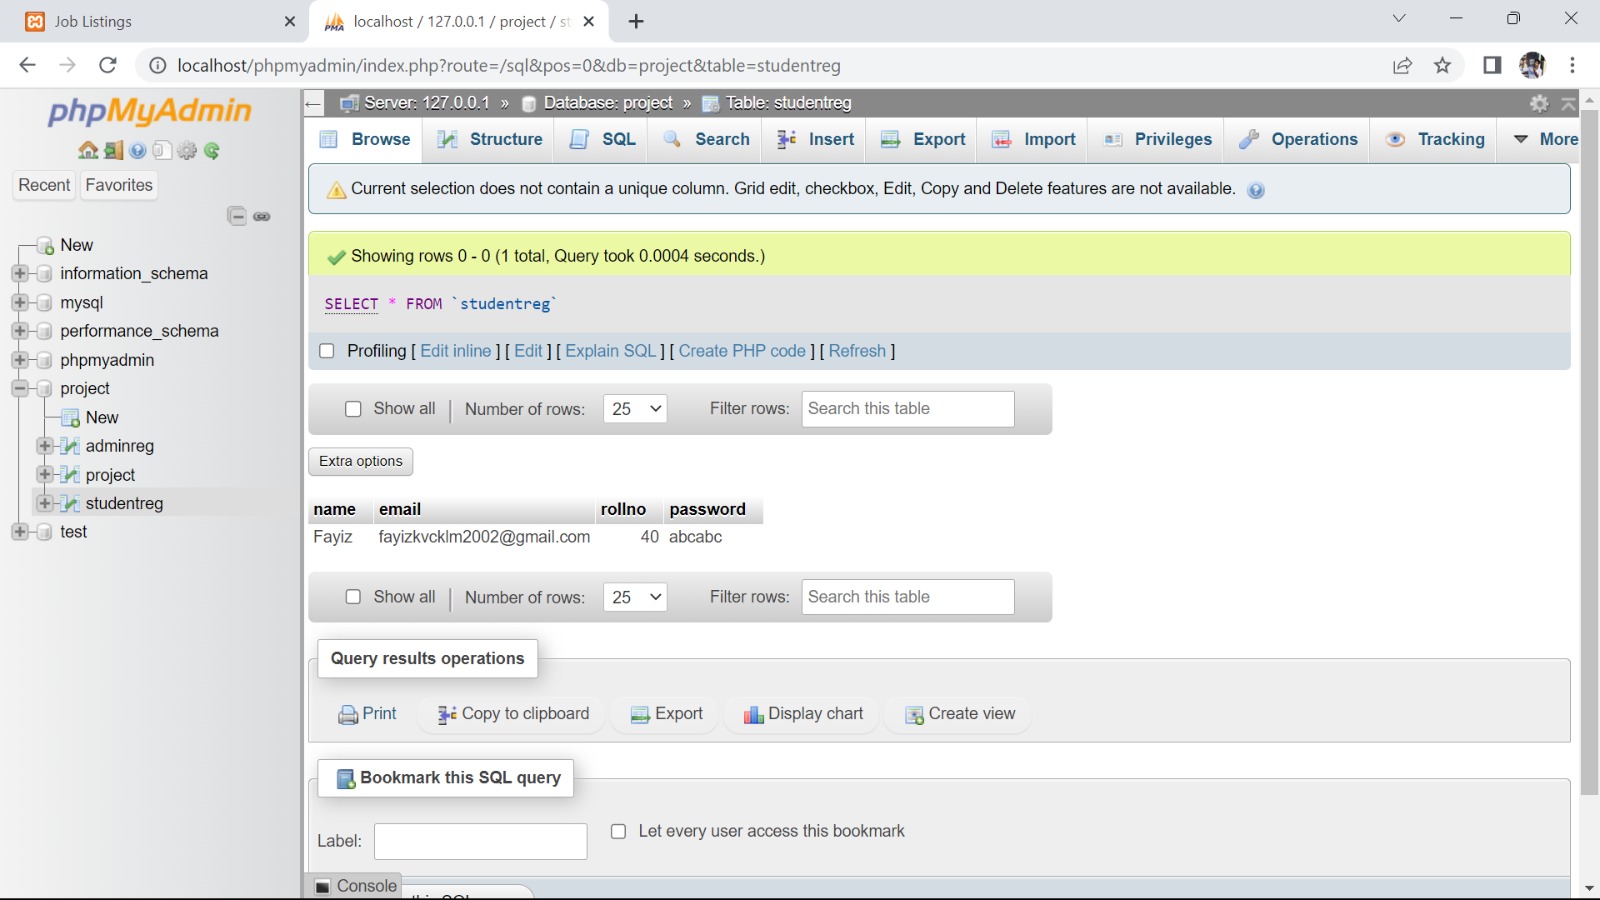 Job Listings
localhost / 127.0.0.1 / project / st
localhost/phpmyadmin/index.php?route=/sql&pos=0&db=project&table=studentreg
phpMyAdmin
Recent Favorites
New
information_schema
mysql
performance_schema
phpmyadmin
project
New
adminreg
project
studentreg
test
Server: 127.0.0.1 » Database: project » Table: studentreg
Browse Structure SQL Search Insert Export Import Privileges Operations Tracking More
Current selection does not contain a unique column. Grid edit, checkbox, Edit, Copy and Delete features are not available.
Showing rows 0 - 0 (1 total, Query took 0.0004 seconds.)
SELECT * FROM `studentreg`
Profiling [ Edit inline ] [ Edit ] [ Explain SQL ] [ Create PHP code ] [ Refresh ]
Show all | Number of rows: 25 Filter rows: Search this table
Extra options
name email rollno password
Fayiz fayizkvcklm2002@gmail.com 40 abcabc
Show all | Number of rows: 25 Filter rows: Search this table
Query results operations
Print Copy to clipboard Export Display chart Create view
Bookmark this SQL query
Label: Let every user access this bookmark
Console